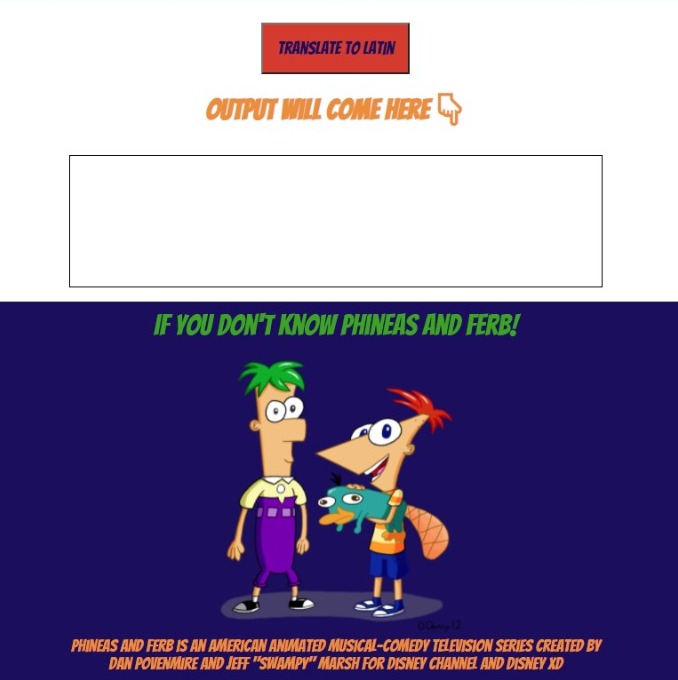 TRANSLATE TO LATIN
OUTPUT WILL COME HERE 👇
IF YOU DON'T KNOW PHINEAS AND FERB!
PHINEAS AND FERB IS AN AMERICAN ANIMATED MUSICAL-COMEDY TELEVISION SERIES CREATED BY
DAN POVENMIRE AND JEFF "SWAMPY" MARSH FOR DISNEY CHANNEL AND DISNEY XD